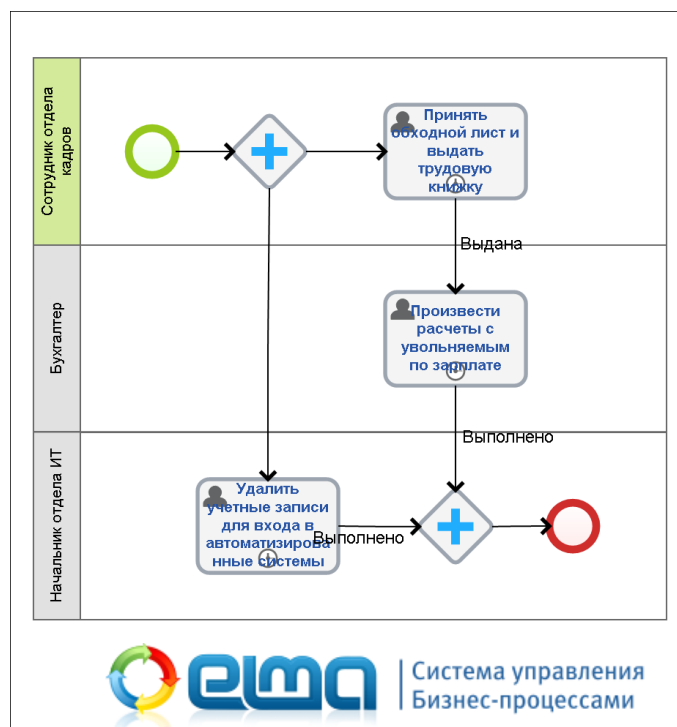 Сотрудник отдела
кадров
Принять
обходной лист и
выдать
трудовую
книжку
Выдана
Бухгалтер
Произвести
расчеты с
увольняемым
по зарплате
Выполнено
Начальник отдела ИТ
Удалить
учетные записи
для входа в
автоматизирова
нные системы
Выполнено
elma
Система управления
Бизнес-процессами